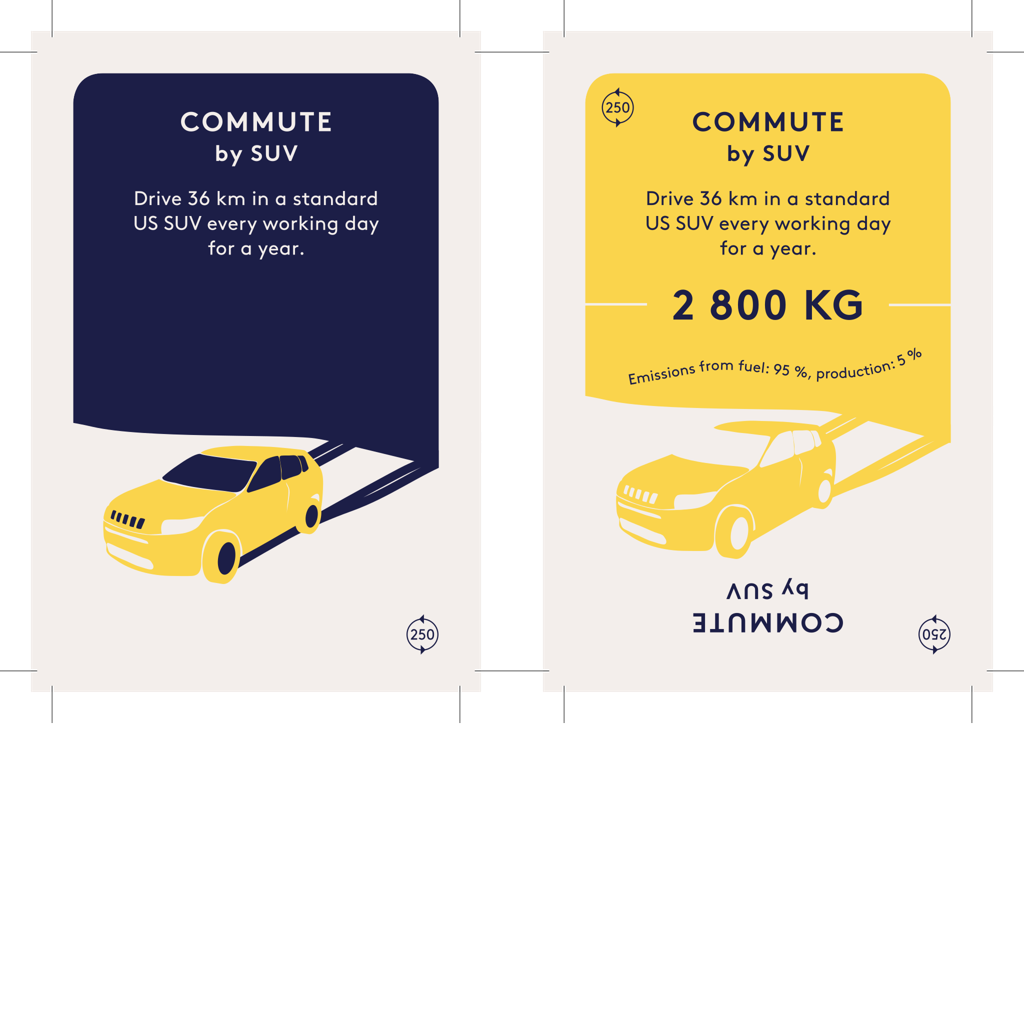 COMMUTE
by SUV
Drive 36 km in a standard
US SUV every working day
for a year.
250
250
COMMUTE
by SUV
Drive 36 km in a standard
US SUV every working day
for a year.
2 800 KG
Emissions from fuel: 95 %, production: 5 %
COMMUTE
by SUV
250